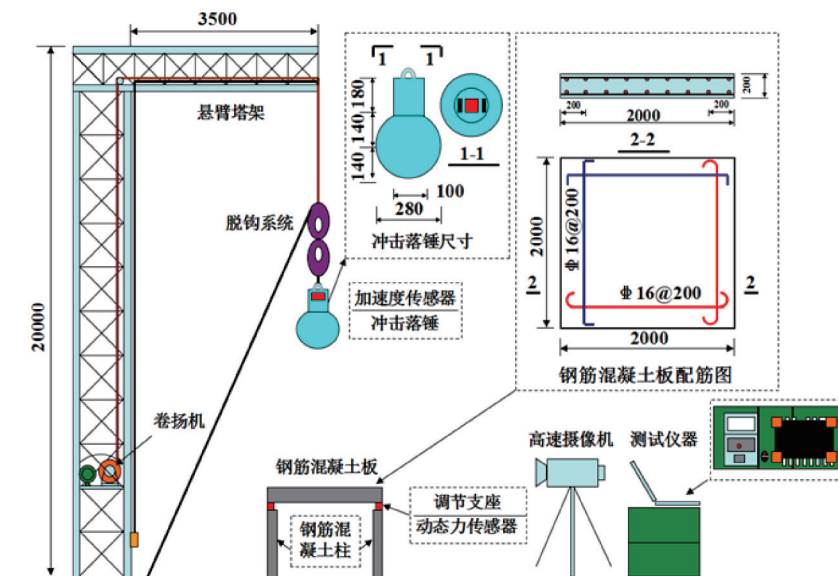 3500
悬臂塔架
20000
脱钩系统
卷扬机
1
1
180
140
140
1-1
100
280
冲击落锤尺寸
加速度传感器
冲击落锤
200
200
200
2000
2-2
2000
Φ16@200
Φ16@200
2
2
2000
钢筋混凝土板配筋图
钢筋混凝土板
调节支座
动态力传感器
钢筋混
凝土柱
高速摄像机
测试仪器